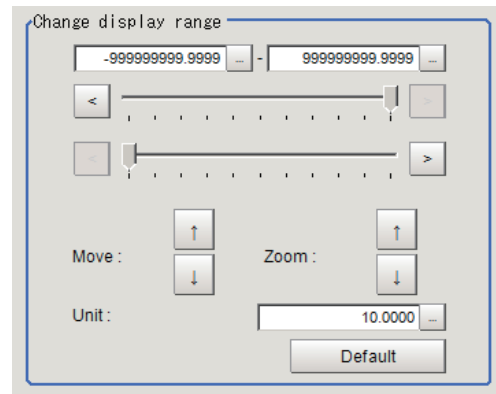 Change display range
-999999999.9999 ... - 999999999.9999 ...
< >
< >
↑ ↑
Move : Zoom :
↓ ↓
Unit : 10.0000 ...
Default